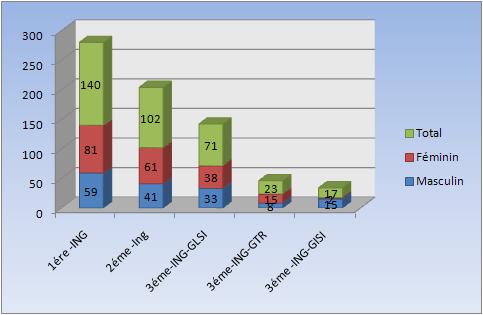 300
250
200
150
100
50
0
140
81
59
102
61
41
71
38
33
23
15
8
17
2
15
Total
Féminin
Masculin
1ére -ING
2éme -Ing
3éme-ING-GLSI
3éme-ING-GTR
3éme -ING-GISI